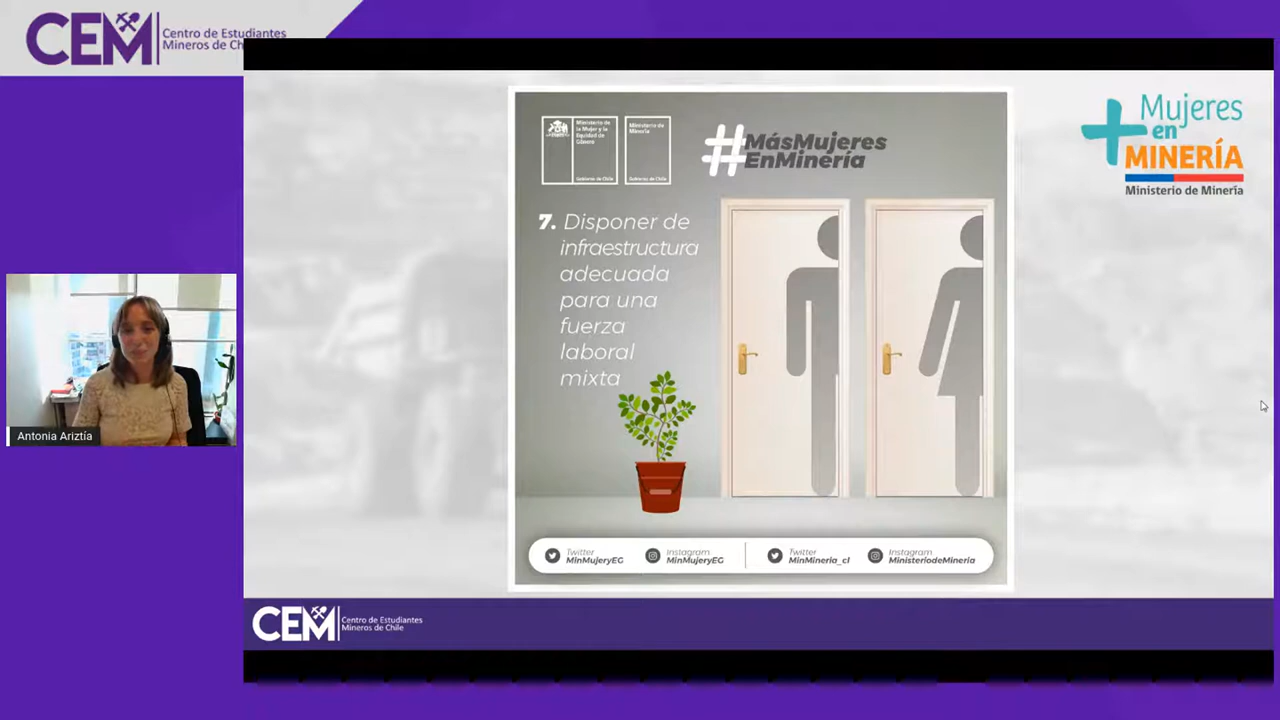 CEM
Centro de Estudiantes
Mineros de Ch
Ministerio de
la Mujer y la
Equidad de
Género
Gobierno de Chile
Ministerio de
Minería
Gobierno de Chile
#MásMujeres
EnMinería
Mujeres
en
MINERÍA
Ministerio de Minería
7. Disponer de
infraestructura
adecuada
para una
fuerza
laboral
mixta
Antonia Ariztía
Twitter
MinMujeryEG
Instagram
MinMujeryEG
Twitter
MinMineria_cl
Instagram
MinisteriodeMineria
CEM
Centro de Estudiantes
Mineros de Chile